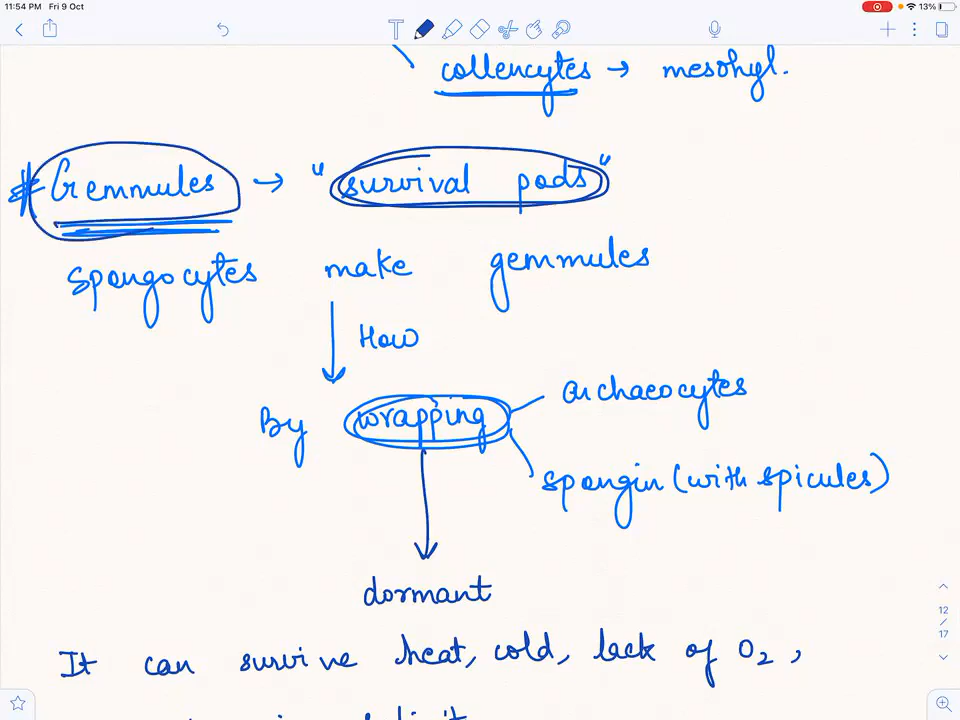 11:54 PM Fri 9 Oct
13%
collencytes → mesohyl.
# Gemmules → "survival pods"
spongocytes make gemmules
How
By wrapping
archaeocytes
spongin (with spicules)
dormant
It can survive heat, cold, lack of O2,
12
/
17